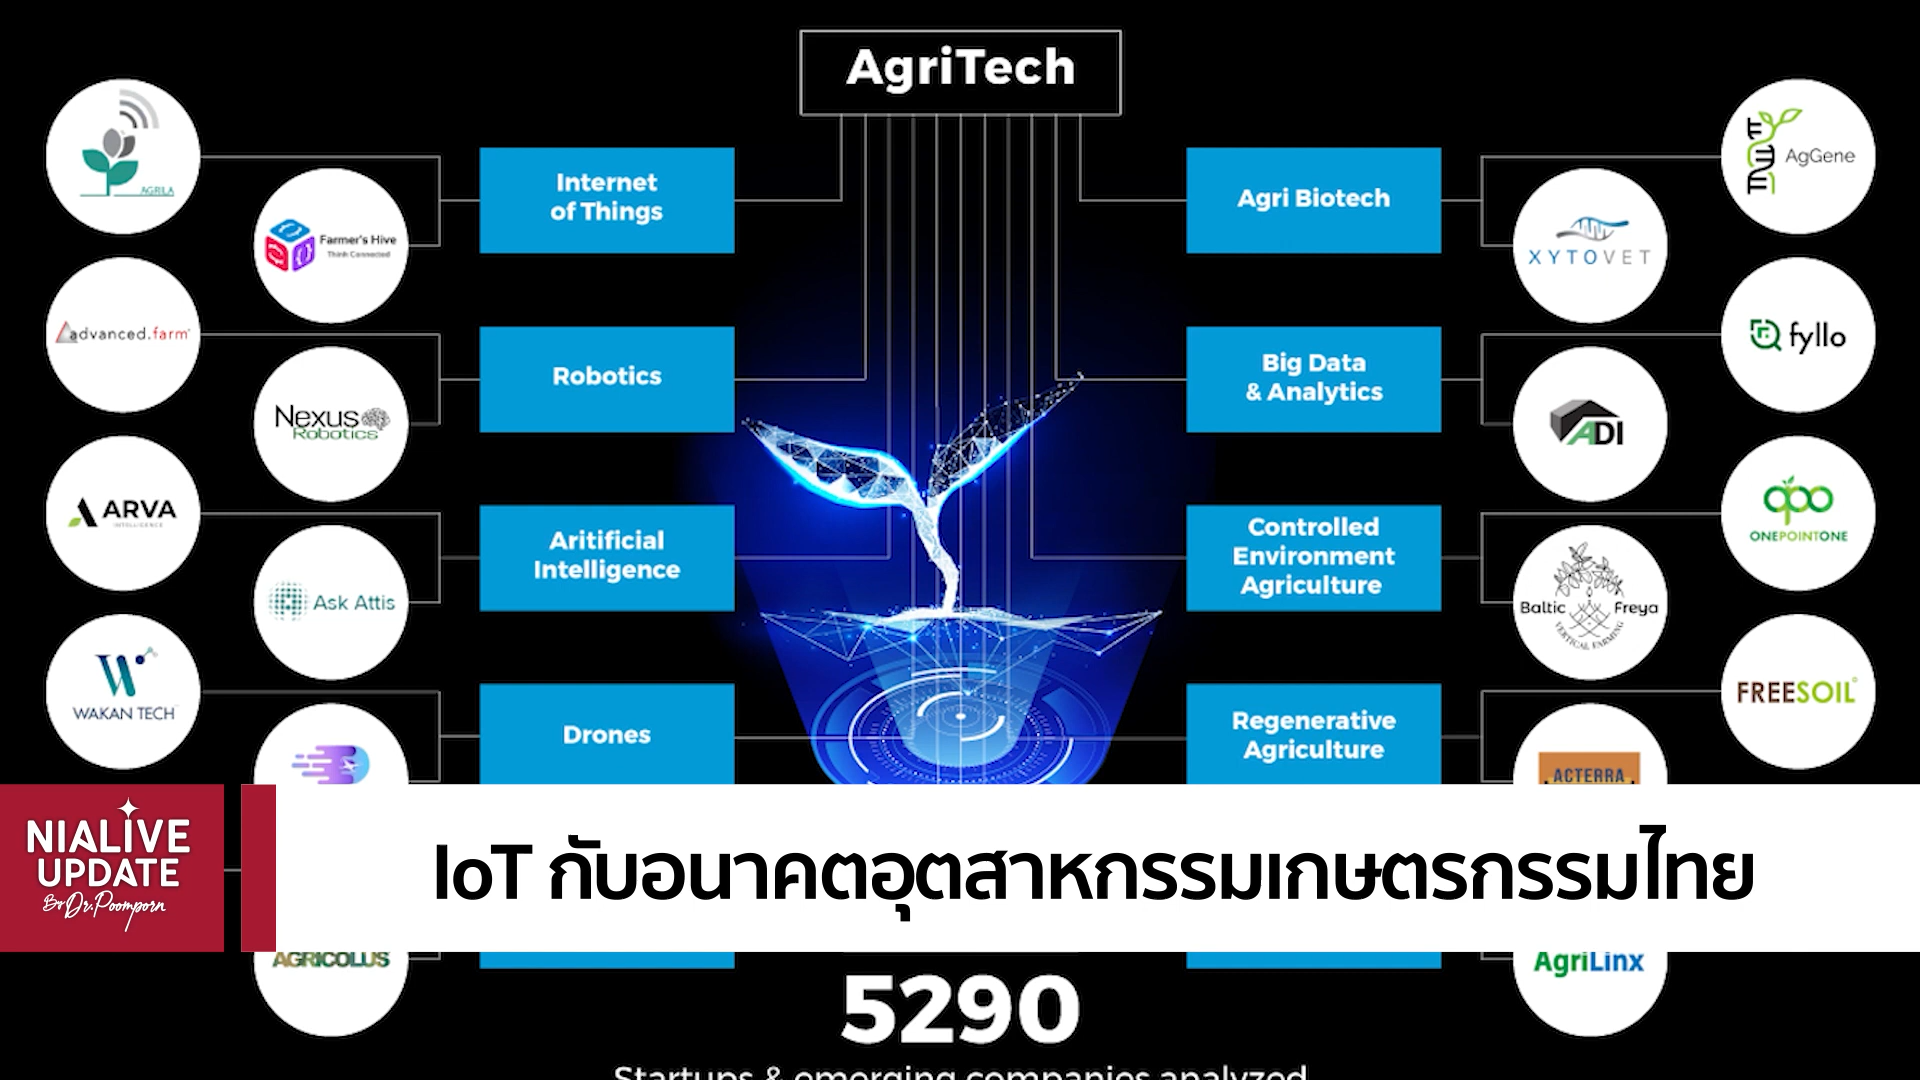 AgriTech
AGRILA
Farmer's Hive
Think Connected
Internet
of Things
advanced.farm
Nexus
Robotics
Robotics
ARVA
INTELLIGENCE
Ask Attis
Aritificial
Intelligence
WAKAN TECH
Drones
Agri Biotech
AgGene
XYTOVET
Big Data
& Analytics
fyllo
ADI
Controlled
Environment
Agriculture
ONEPOINTONE
Baltic Freya
VERTICAL FARMING
Regenerative
Agriculture
FREESOIL
ACTERRA
NIALIVE
UPDATE
By Dr.Poomporn
IoT กับอนาคตอุตสาหกรรมเกษตรกรรมไทย
AGRICOLUS
AgriLinx
5290
Startups & emerging companies analyzed